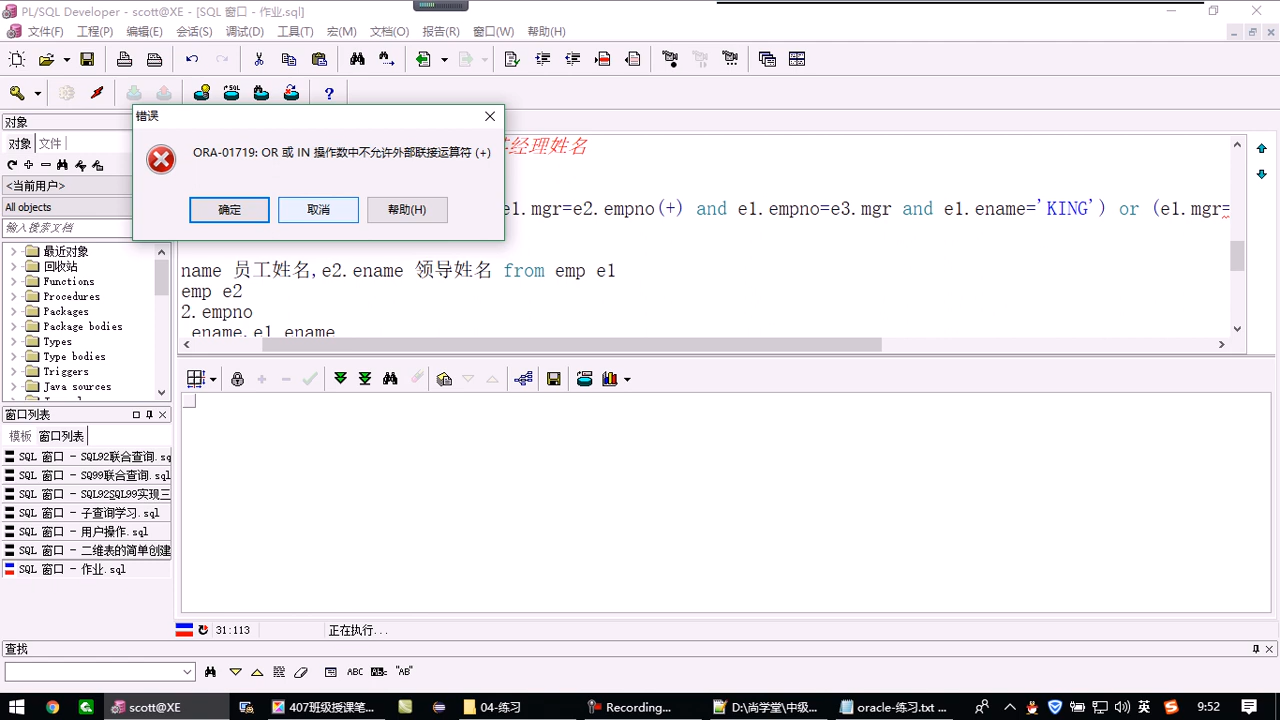 PL/SQL Developer - scott@XE - [SQL 窗口 - 作业.sql]
文件(F) 工程(P) 编辑(E) 会话(S) 调试(D) 工具(T) 宏(M) 文档(O) 报告(R) 窗口(W) 帮助(H)
对象
对象 文件
<当前用户>
All objects
输入搜索文档
最近对象
回收站
Functions
Procedures
Packages
Package bodies
Types
Type bodies
Triggers
Java sources
错误
ORA-01719: OR 或 IN 操作数中不允许外部联接运算符 (+)
确定 取消 帮助(H)
经理姓名
e1.mgr=e2.empno(+) and e1.empno=e3.mgr and e1.ename='KING') or (e1.mgr=
name 员工姓名,e2.ename 领导姓名 from emp e1
emp e2
2.empno
ename,e1.ename
窗口列表
模板 窗口列表
SQL 窗口 - SQL92联合查询.sq
SQL 窗口 - SQ99联合查询.sql
SQL 窗口 - SQL92SQL99实现三
SQL 窗口 - 子查询学习.sql
SQL 窗口 - 用户操作.sql
SQL 窗口 - 二维表的简单创建
SQL 窗口 - 作业.sql
31:113 正在执行...
查找
ABC ABc "AB"
scott@XE 407班级授课笔... 04-练习 Recording... D:\尚学堂\中级... oracle-练习.txt ... 英 9:52